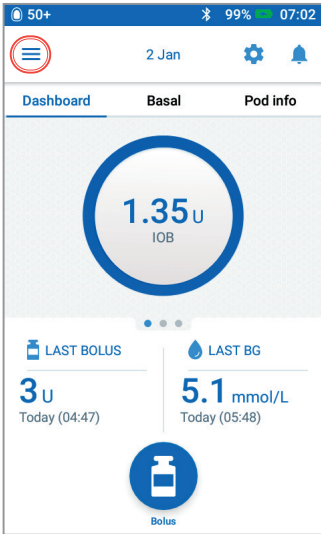 50+ 99% 07:02
2 Jan
Dashboard Basal Pod info
1.35 U
IOB
LAST BOLUS LAST BG
3 U 5.1 mmol/L
Today (04:47) Today (05:48)
Bolus